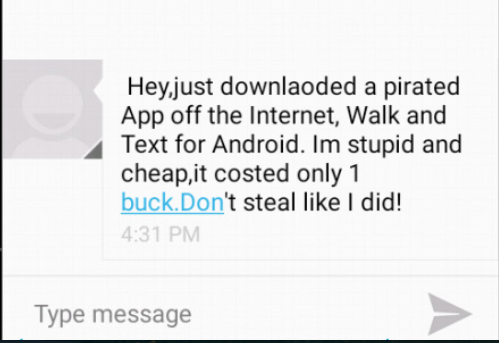 Hey,just downlaoded a pirated
App off the Internet, Walk and
Text for Android. Im stupid and
cheap,it costed only 1
buck.Don't steal like I did!
4:31 PM
Type message